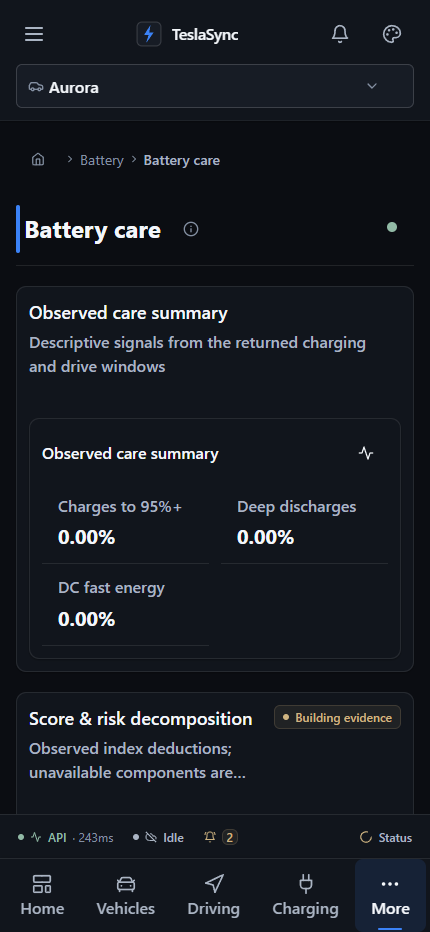 TeslaSync
Aurora
Battery
Battery care
Battery care
Observed care summary
Descriptive signals from the returned charging
and drive windows
Observed care summary
Charges to 95%+
Deep discharges
0.00%
0.00%
DC fast energy
0.00%
Score & risk decomposition
Building evidence
Observed index deductions;
unavailable components are...
API · 243ms
Idle
2
Status
Home
Vehicles
Driving
Charging
More